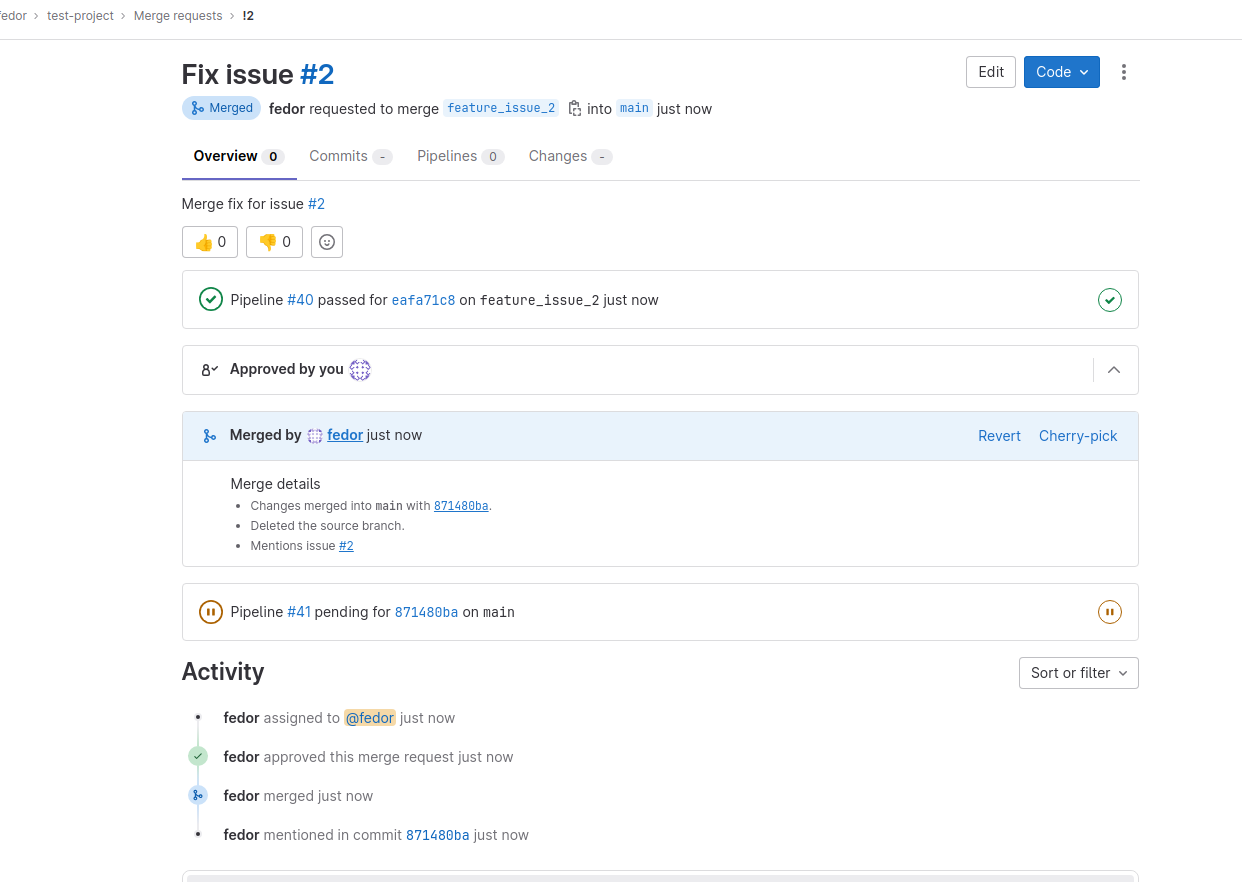 fedor › test-project › Merge requests › !2
Fix issue #2
Edit
Code
Merged fedor requested to merge feature_issue_2 into main just now
Overview 0 Commits - Pipelines 0 Changes -
Merge fix for issue #2
👍 0 👎 0
Pipeline #40 passed for eafa71c8 on feature_issue_2 just now
Approved by you
Merged by fedor just now
Revert Cherry-pick
Merge details
• Changes merged into main with 871480ba.
• Deleted the source branch.
• Mentions issue #2
Pipeline #41 pending for 871480ba on main
Activity
Sort or filter
fedor assigned to @fedor just now
fedor approved this merge request just now
fedor merged just now
fedor mentioned in commit 871480ba just now